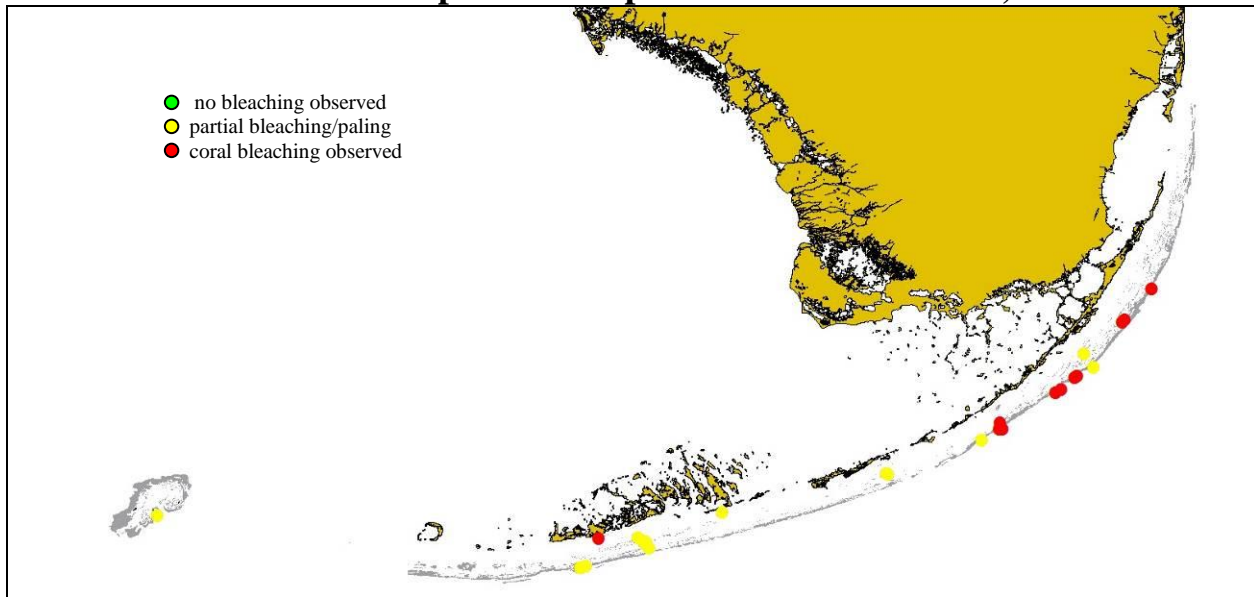 no bleaching observed
partial bleaching/paling
coral bleaching observed